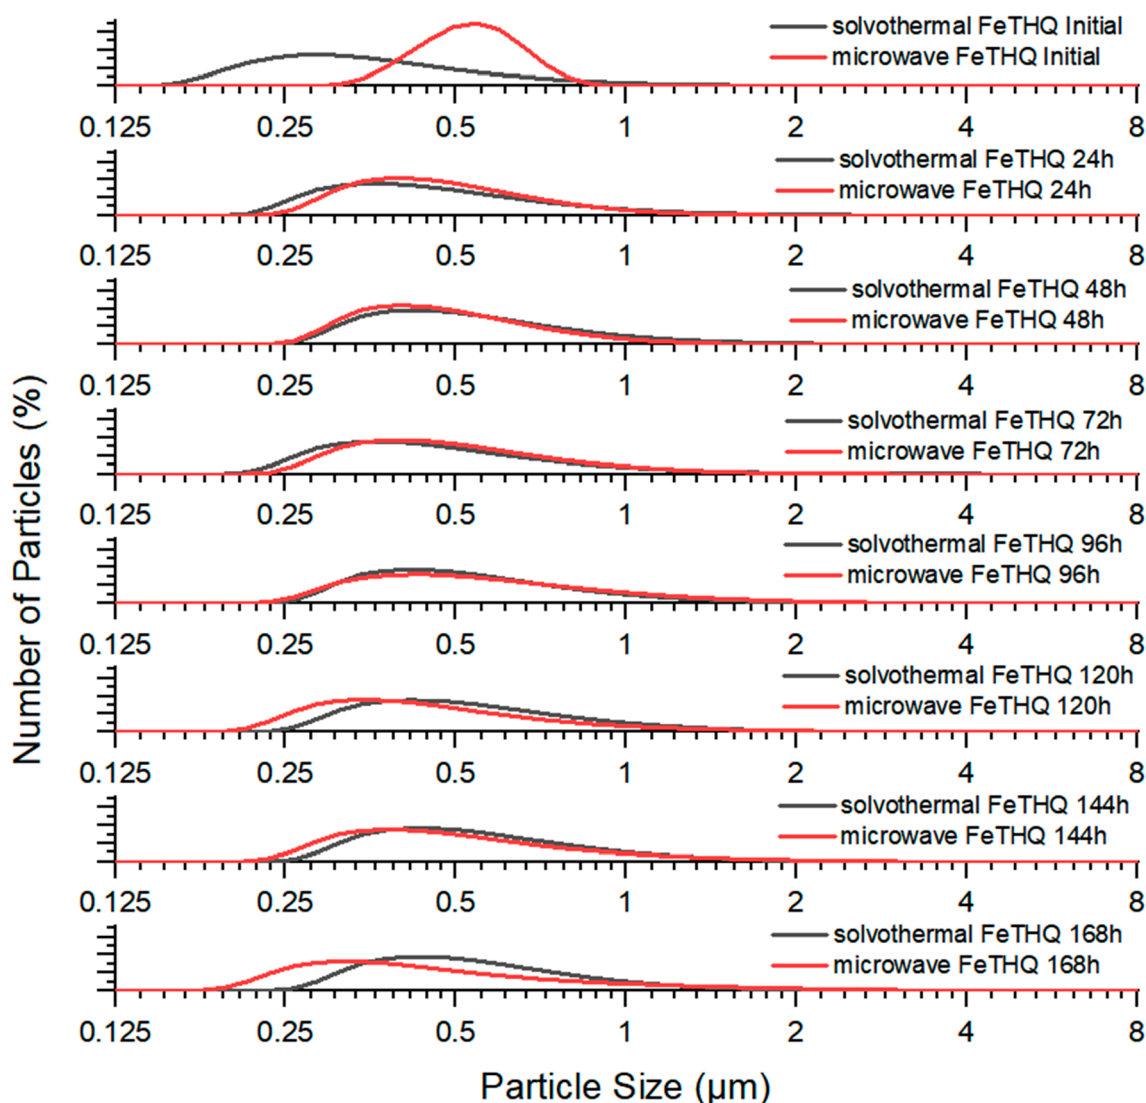 solvothermal FeTHQ Initial
microwave FeTHQ Initial
0.125 0.25 0.5 1 2 4 8
solvothermal FeTHQ 24h
microwave FeTHQ 24h
0.125 0.25 0.5 1 2 4 8
solvothermal FeTHQ 48h
microwave FeTHQ 48h
0.125 0.25 0.5 1 2 4 8
solvothermal FeTHQ 72h
microwave FeTHQ 72h
0.125 0.25 0.5 1 2 4 8
solvothermal FeTHQ 96h
microwave FeTHQ 96h
0.125 0.25 0.5 1 2 4 8
solvothermal FeTHQ 120h
microwave FeTHQ 120h
0.125 0.25 0.5 1 2 4 8
solvothermal FeTHQ 144h
microwave FeTHQ 144h
0.125 0.25 0.5 1 2 4 8
solvothermal FeTHQ 168h
microwave FeTHQ 168h
0.125 0.25 0.5 1 2 4 8
Number of Particles (%)
Particle Size (μm)